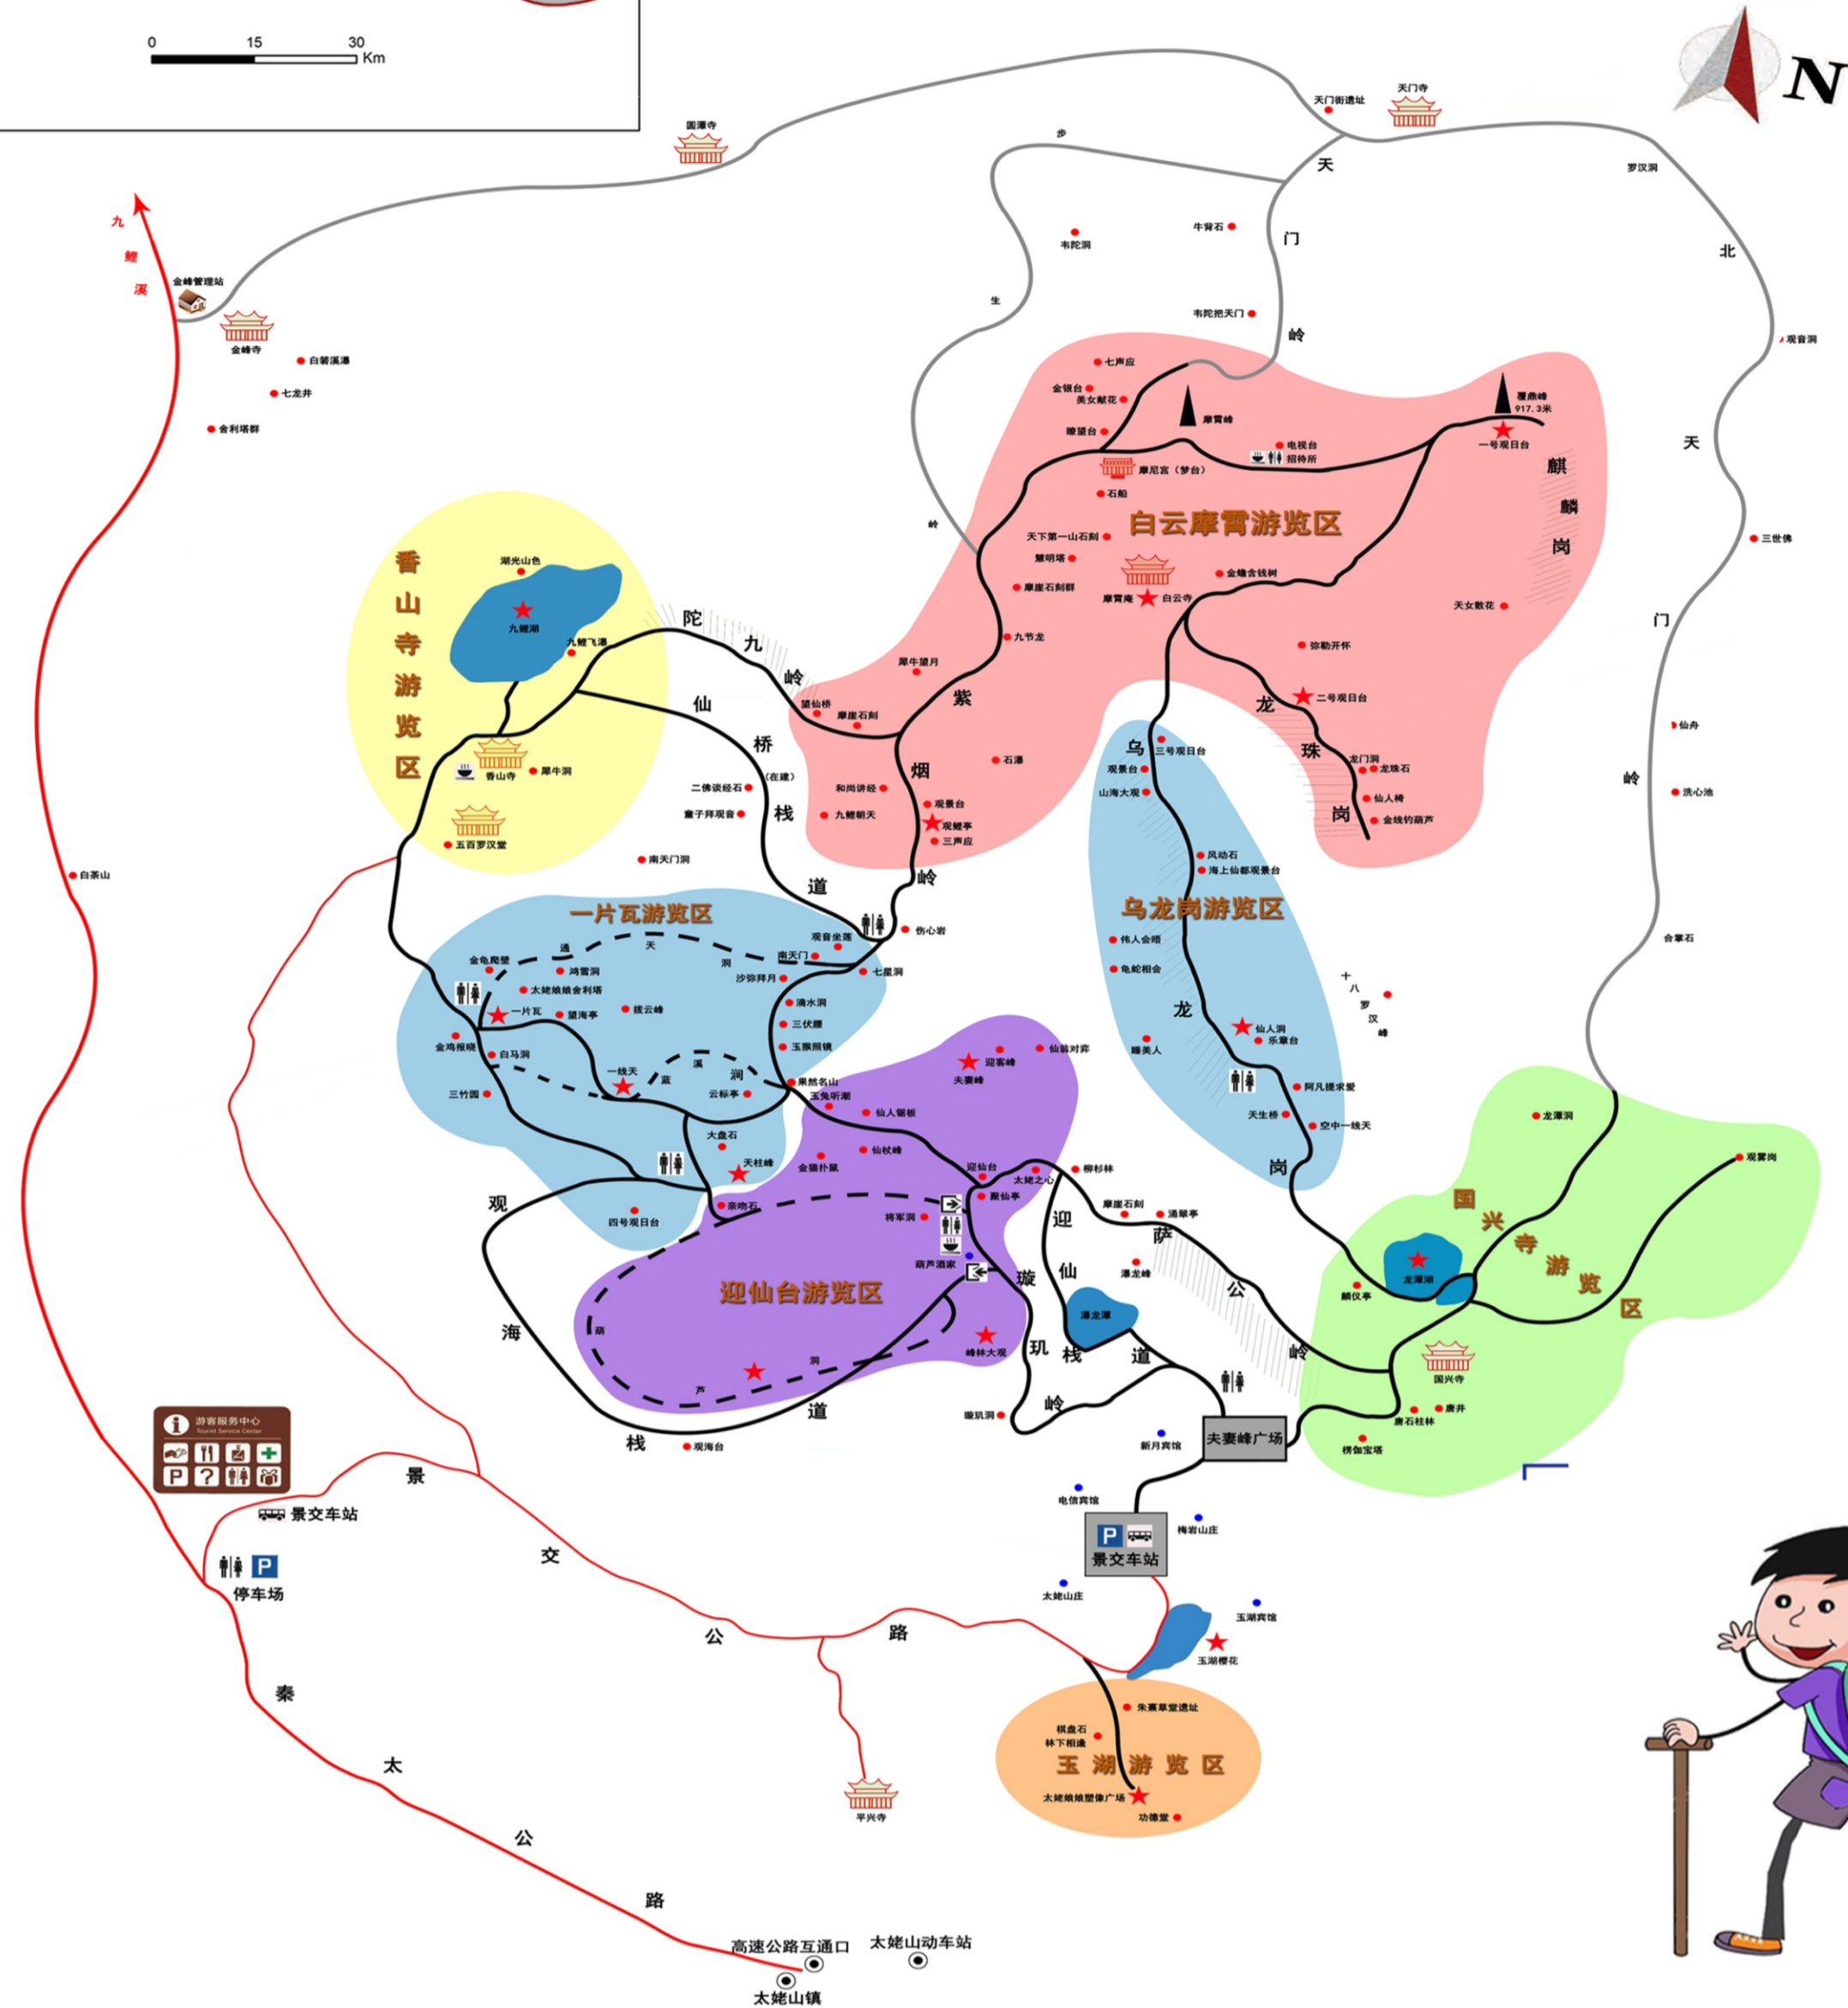 0 15 30 Km
N
天门寺
天门街遗址
圆潭寺
步生岭
天门岭
罗汉洞
北天门岭
九鲤溪
金峰管理站
金峰寺
白箬溪瀑
七龙井
舍利塔群
韦陀洞
牛背石
韦陀把天门
观音洞
七声应
金银台
美女献花
瞭望台
摩霄峰
覆鼎峰
917.3米
一号观日台
电视台
招待所
摩尼宫（梦台）
石船
白云摩霄游览区
麒麟岗
天下第一山石刻
慧明塔
摩崖石刻群
摩霄庵
白云寺
金蟾含钱树
天女散花
三世佛
九节龙
弥勒开怀
犀牛望月
二号观日台
龙珠岗
龙门洞
龙珠石
仙人椅
金线钓葫芦
仙舟
洗心池
合掌石
香山寺游览区
湖光山色
九鲤湖
九鲤飞瀑
香山寺
犀牛洞
五百罗汉堂
陀九岭
望仙桥
摩崖石刻
仙桥栈道
（在建）
二佛谈经石
童子拜观音
南天门洞
紫烟岭
石瀑
和尚讲经
九鲤朝天
观景台
观鲤亭
三声应
伤心岩
白茶山
三号观日台
观景台
山海大观
乌龙岗
风动石
海上仙都观景台
乌龙岗游览区
伟人会晤
龟蛇相会
睡美人
仙人洞
乐章台
阿凡提求爱
天生桥
空中一线天
十八罗汉峰
一片瓦游览区
通天洞
观音坐莲
南天门
沙弥拜月
七星洞
金龟爬壁
鸿雪洞
太姥娘娘舍利塔
一片瓦
望海亭
拨云峰
滴水洞
三伏腰
玉猴照镜
金鸡报晓
白马洞
三竹园
一线天
蓝溪涧
云标亭
果然名山
大盘石
天柱峰
四号观日台
亲吻石
夫妻峰
迎客峰
仙翁对弈
玉兔听潮
仙人锯板
仙杖峰
金猫扑鼠
迎仙台
太姥之心
聚仙亭
将军洞
葫芦酒家
迎仙台游览区
葫芦洞
峰林大观
观海栈道
观海台
柳杉林
摩崖石刻
涌翠亭
萨公岭
瀑龙峰
瀑龙潭
迎仙栈道
璇玑岭
璇玑洞
龙潭洞
观雾岗
国兴寺游览区
龙潭湖
麟仪亭
国兴寺
唐石柱林
唐井
楞伽宝塔
夫妻峰广场
新月宾馆
电信宾馆
梅岩山庄
P
景交车站
太姥山庄
玉湖宾馆
玉湖樱花
i 游客服务中心
Tourist Service Center
P ?
景交车站
P
停车场
景交公路
平兴寺
朱熹草堂遗址
棋盘石
林下相逢
玉湖游览区
太姥娘娘塑像广场
功德堂
秦太公路
高速公路互通口
太姥山动车站
太姥山镇